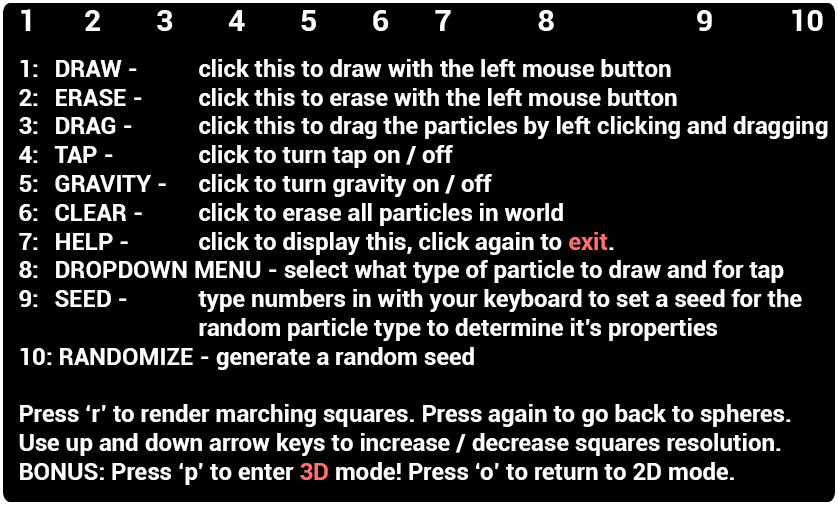 1 2 3 4 5 6 7 8 9 10
1: DRAW - click this to draw with the left mouse button
2: ERASE - click this to erase with the left mouse button
3: DRAG - click this to drag the particles by left clicking and dragging
4: TAP - click to turn tap on / off
5: GRAVITY - click to turn gravity on / off
6: CLEAR - click to erase all particles in world
7: HELP - click to display this, click again to exit.
8: DROPDOWN MENU - select what type of particle to draw and for tap
9: SEED - type numbers in with your keyboard to set a seed for the
random particle type to determine it's properties
10: RANDOMIZE - generate a random seed
Press ‘r’ to render marching squares. Press again to go back to spheres.
Use up and down arrow keys to increase / decrease squares resolution.
BONUS: Press ‘p’ to enter 3D mode! Press ‘o’ to return to 2D mode.